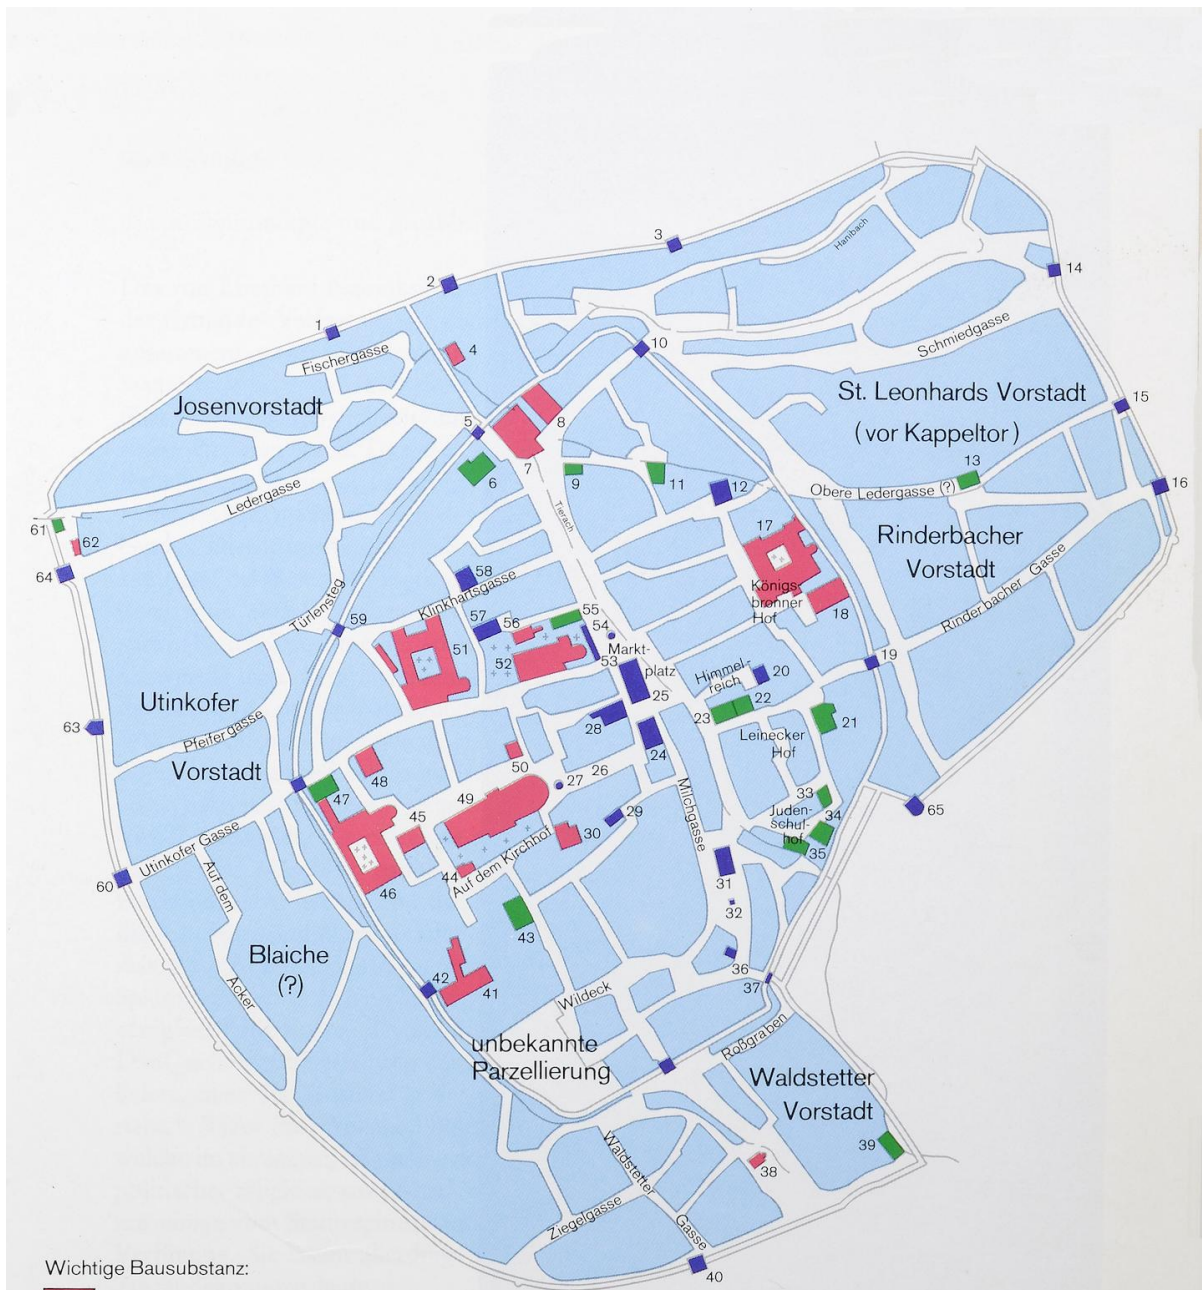 3
Hanibach
14
2
1
Fischergasse
4
10
Schmiedgasse
St. Leonhards Vorstadt
(vor Kappeltor)
15
Josenvorstadt
5
8
7
6
9
11
12
13
Obere Ledergasse (?)
16
Ledergasse
Tierach
61
62
64
17
Rinderbacher
Vorstadt
Rinderbacher Gasse
Königs-
bronner
Hof
18
58
Klinkhartsgasse
Türlensteg
59
57
56
55
54
51
52
53
Markt-
platz
19
Himmel-
reich
20
25
22
23
21
Leinecker
Hof
28
24
Utinkofer
Vorstadt
63
Pfeifergasse
48
50
49
27
26
47
45
29
30
Milchgasse
33
34
Juden-
schul-
hof
35
65
Utinkofer Gasse
60
Auf dem
Acker
46
44
Auf dem Kirchhof
43
31
32
Blaiche
(?)
42
41
36
37
Wildeck
Roßgraben
unbekannte
Parzellierung
Waldstetter
Vorstadt
39
38
Waldstetter
Gasse
Ziegelgasse
40
Wichtige Bausubstanz: